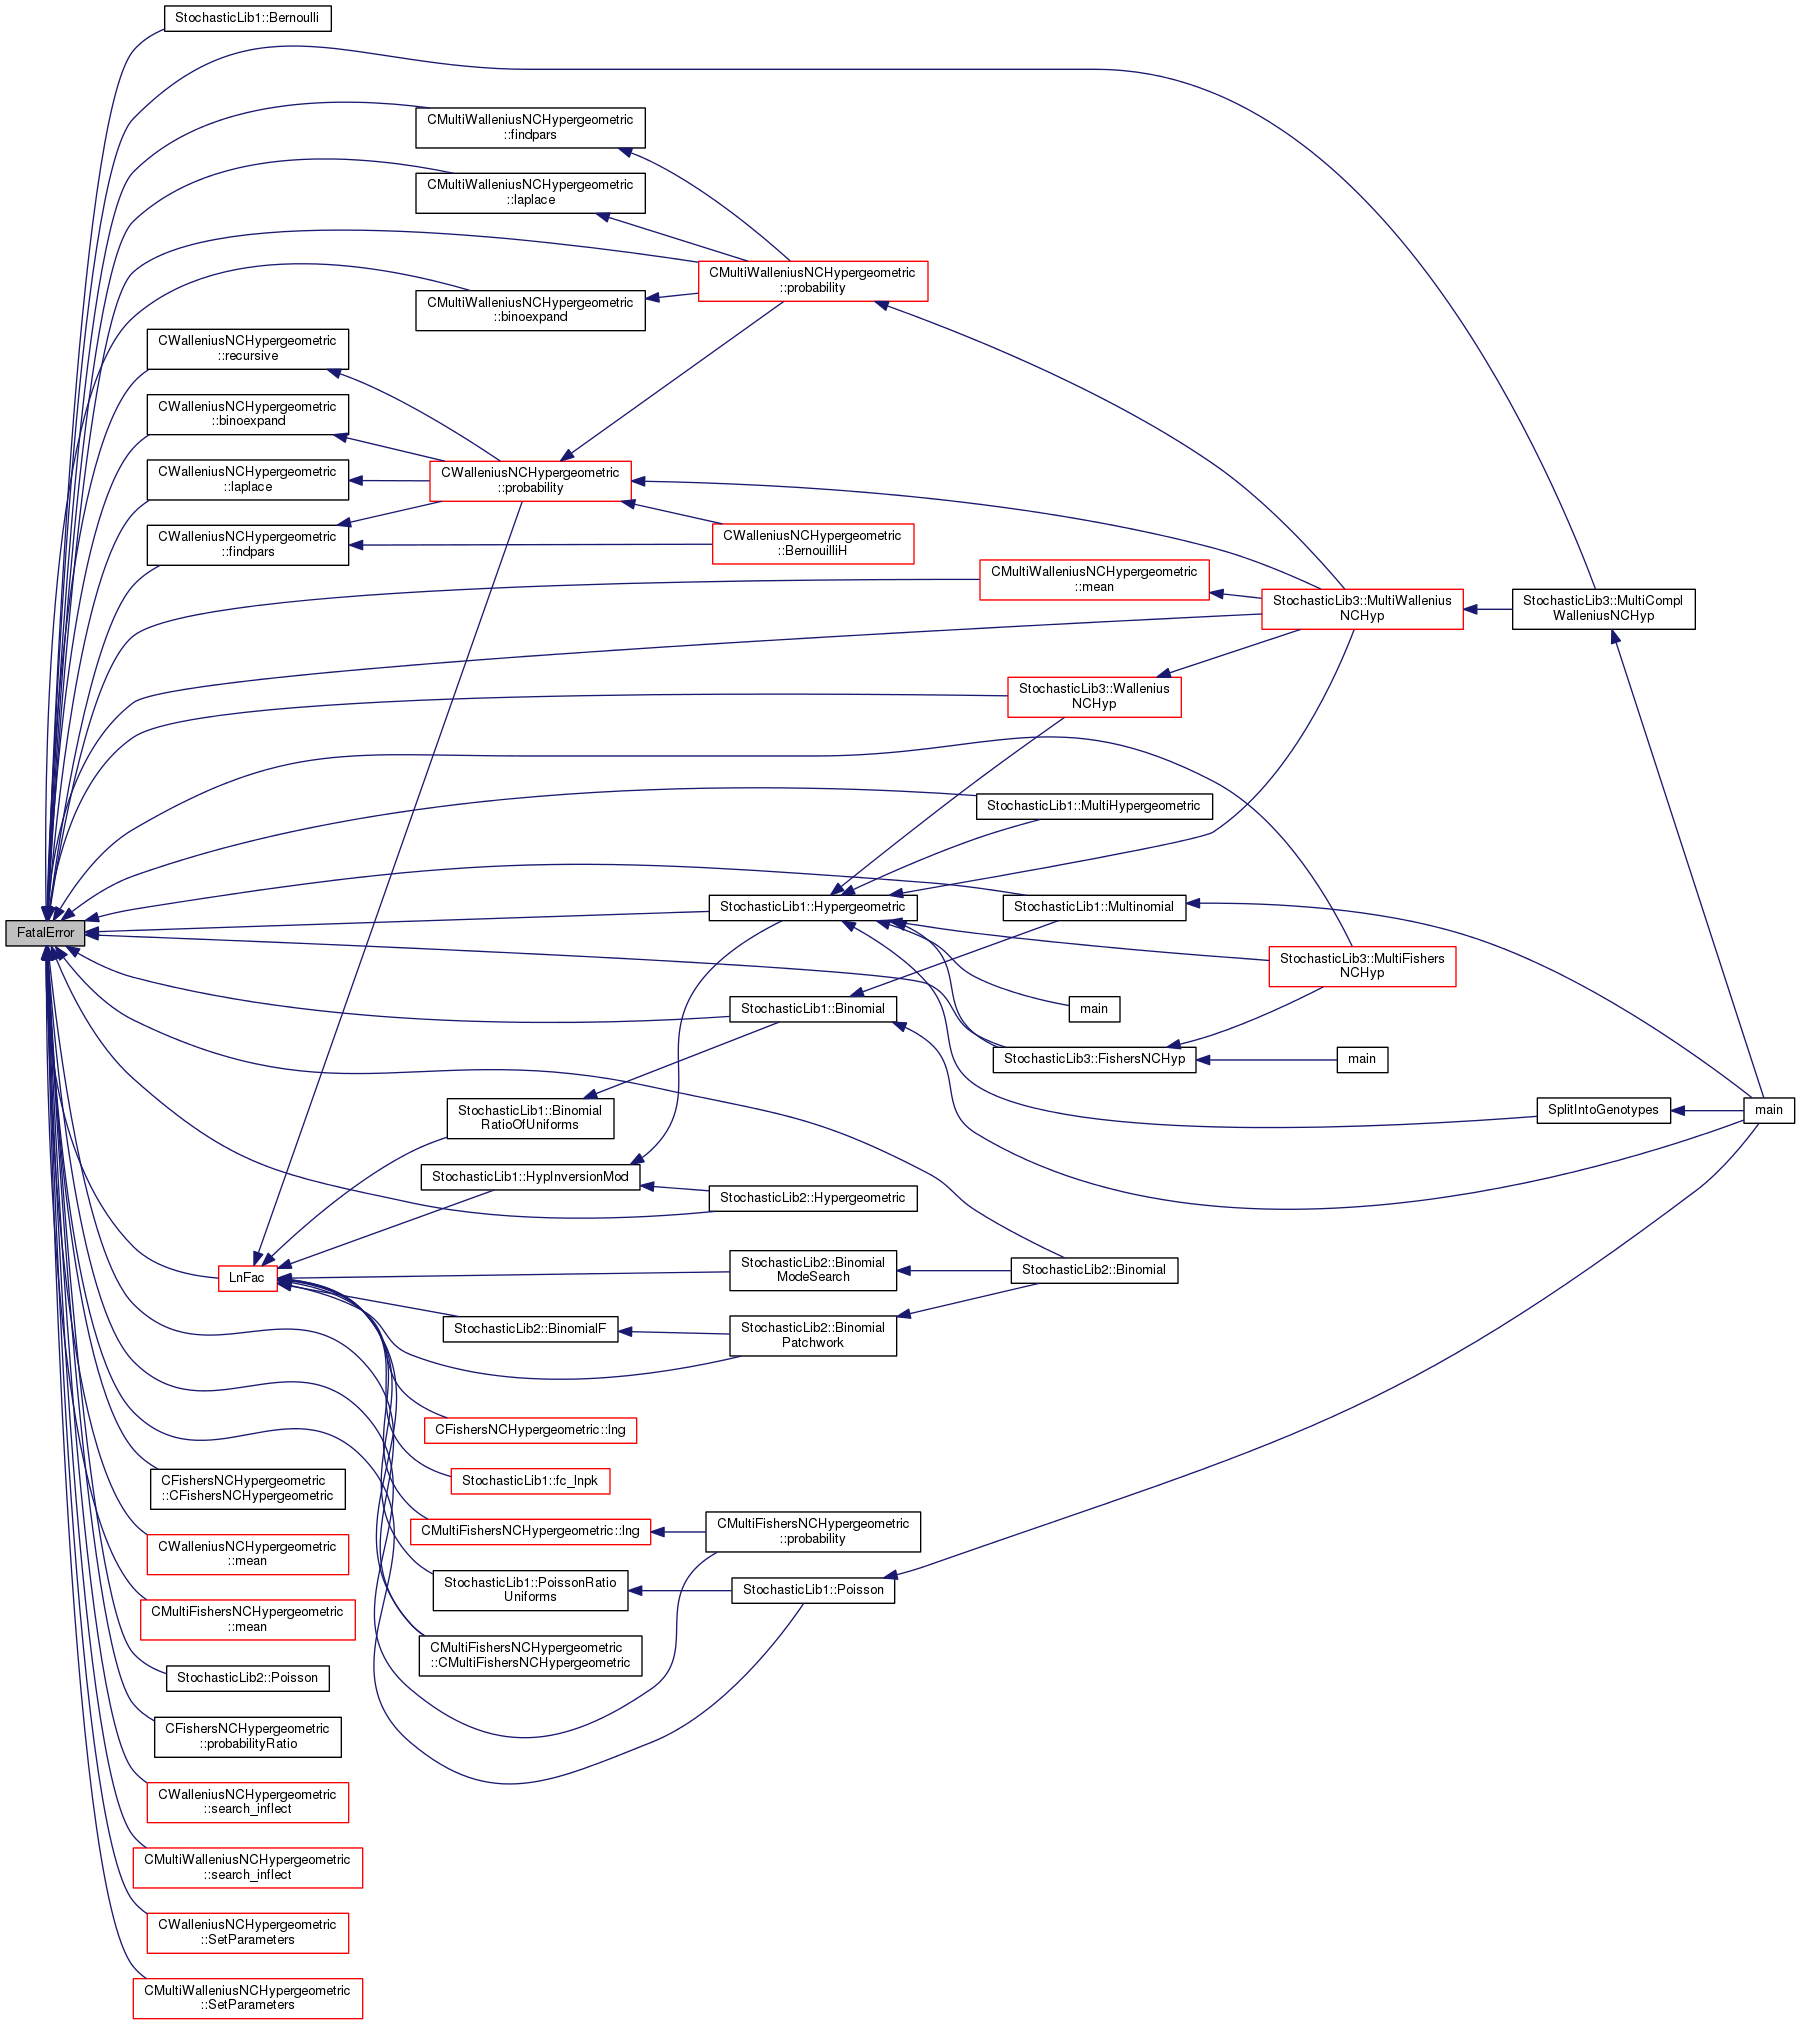 StochasticLib1::Bernoulli
CMultiWalleniusNCHypergeometric
::findpars
CMultiWalleniusNCHypergeometric
::laplace
CMultiWalleniusNCHypergeometric
::probability
CMultiWalleniusNCHypergeometric
::binoexpand
CWalleniusNCHypergeometric
::recursive
CWalleniusNCHypergeometric
::binoexpand
CWalleniusNCHypergeometric
::laplace
CWalleniusNCHypergeometric
::probability
CWalleniusNCHypergeometric
::findpars
CWalleniusNCHypergeometric
::BernouilliH
CMultiWalleniusNCHypergeometric
::mean
StochasticLib3::MultiWallenius
NCHyp
StochasticLib3::MultiCompl
WalleniusNCHyp
StochasticLib3::Wallenius
NCHyp
StochasticLib1::MultiHypergeometric
StochasticLib1::Hypergeometric
StochasticLib1::Multinomial
FatalError
StochasticLib3::MultiFishers
NCHyp
StochasticLib1::Binomial
main
StochasticLib3::FishersNCHyp
main
StochasticLib1::Binomial
RatioOfUniforms
SplitIntoGenotypes
main
StochasticLib1::HypInversionMod
StochasticLib2::Hypergeometric
LnFac
StochasticLib2::Binomial
ModeSearch
StochasticLib2::Binomial
StochasticLib2::BinomialF
StochasticLib2::Binomial
Patchwork
CFishersNCHypergeometric::lng
CFishersNCHypergeometric
::CFishersNCHypergeometric
StochasticLib1::fc_lnpk
CMultiFishersNCHypergeometric::lng
CMultiFishersNCHypergeometric
::probability
CWalleniusNCHypergeometric
::mean
StochasticLib1::PoissonRatio
Uniforms
StochasticLib1::Poisson
CMultiFishersNCHypergeometric
::mean
CMultiFishersNCHypergeometric
::CMultiFishersNCHypergeometric
StochasticLib2::Poisson
CFishersNCHypergeometric
::probabilityRatio
CWalleniusNCHypergeometric
::search_inflect
CMultiWalleniusNCHypergeometric
::search_inflect
CWalleniusNCHypergeometric
::SetParameters
CMultiWalleniusNCHypergeometric
::SetParameters